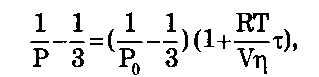 1/P - 1/3 = (1/P₀ - 1/3) (1 + RT/Vη τ),